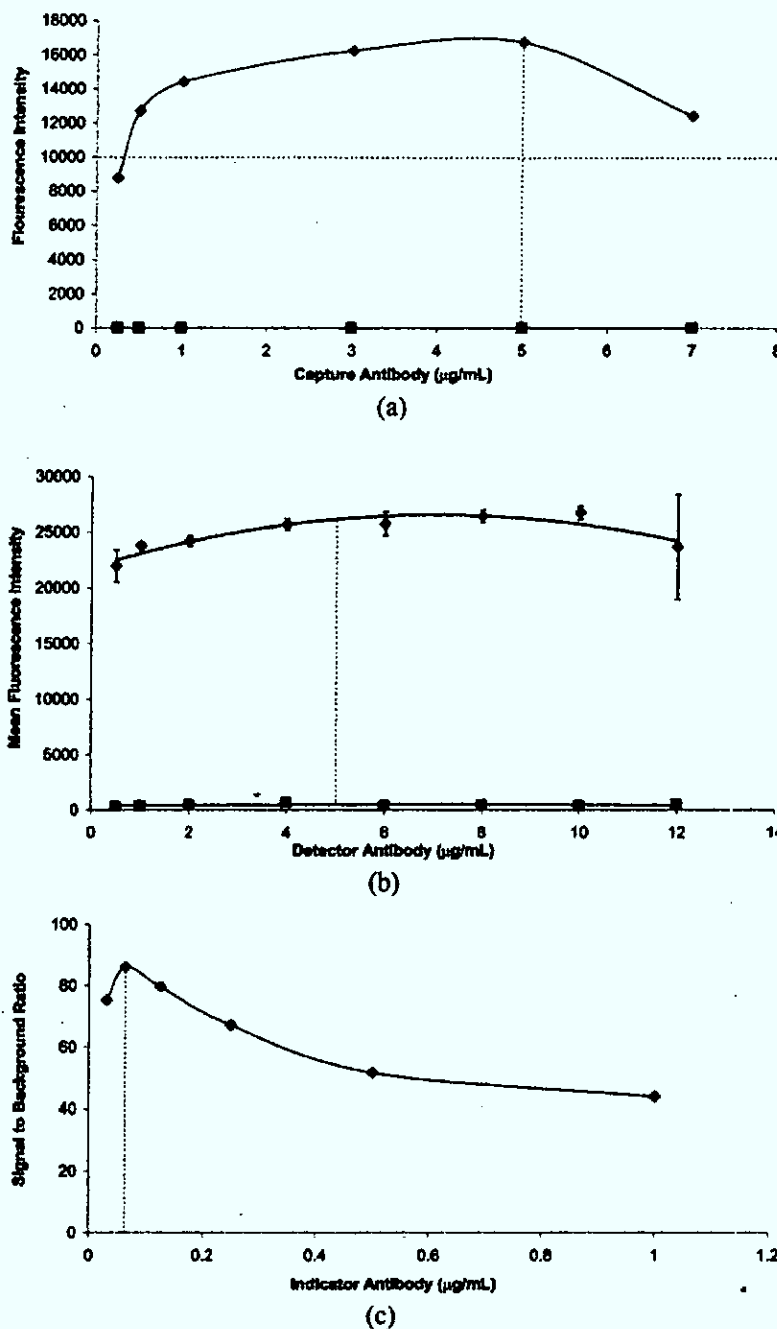 18000
16000
14000
12000
10000
8000
6000
4000
2000
0
Flourescence Intensity
0 1 2 3 4 5 6 7 8
Capture Antibody (µg/mL)
(a)
30000
25000
20000
15000
10000
5000
0
Mean Fluorescence Intensity
0 2 4 6 8 10 12 14
Detector Antibody (µg/mL)
(b)
100
80
60
40
20
0
Signal to Background Ratio
0 0.2 0.4 0.6 0.8 1 1.2
Indicator Antibody (µg/mL)
(c)